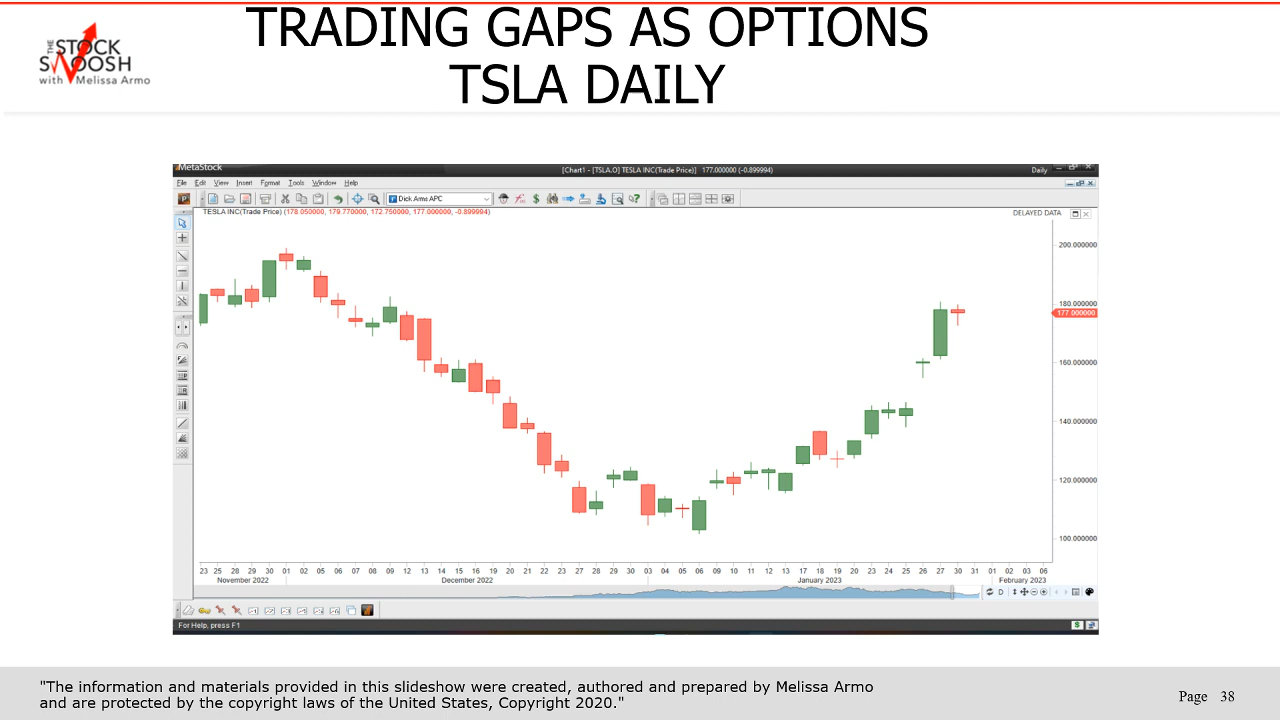 TRADING GAPS AS OPTIONS
TSLA DAILY
THE STOCK
SWOOSH
with Melissa Armo
MetaStock
[Chart1 - [TSLA.O] TESLA INC(Trade Price)] 177.000000 (-0.899994)
Daily
File Edit View Insert Format Tools Window Help
Dick Arms APC
TESLA INC(Trade Price) (178.050000, 179.770000, 172.750000, 177.000000, -0.899994)
DELAYED DATA
200.000000
180.000000
177.000000
160.000000
140.000000
120.000000
100.000000
23 25 28 29 30 01 02 05 06 07 08 09 12 13 14 15 16 19 20 21 22 23 27 28 29 30 03 04 05 06 09 10 11 12 13 17 18 19 20 23 24 25 26 27 30 31 01 02 03 06
November 2022 December 2022 January 2023 February 2023
D
For Help, press F1
"The information and materials provided in this slideshow were created, authored and prepared by Melissa Armo
and are protected by the copyright laws of the United States, Copyright 2020."
Page 38